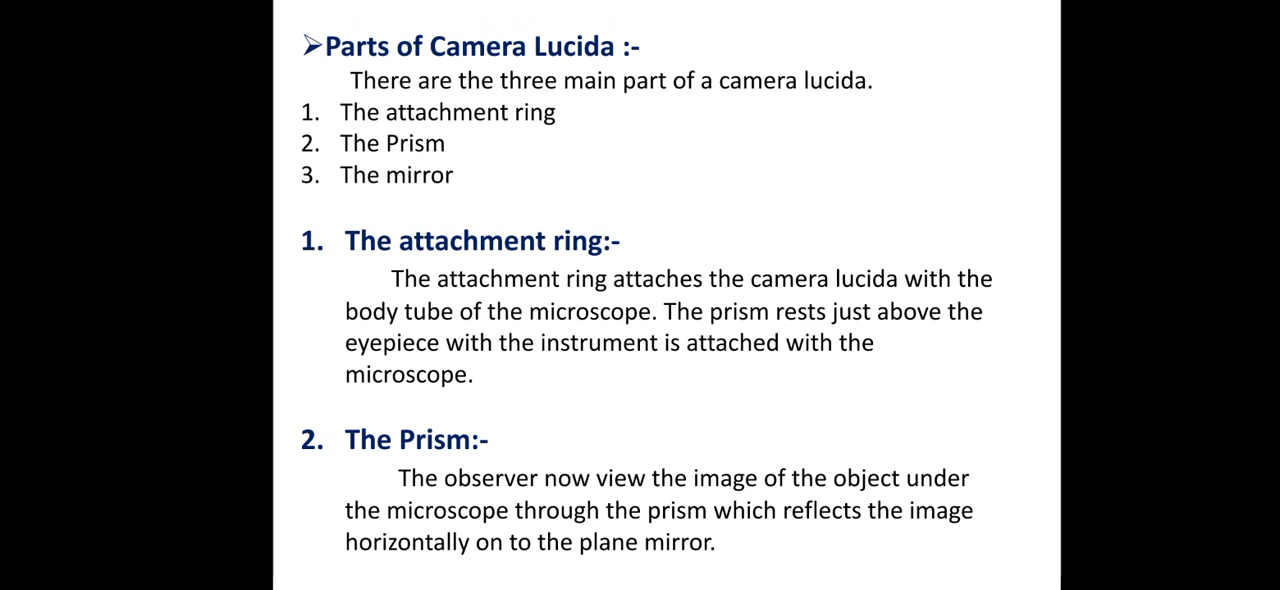 ➢Parts of Camera Lucida :-
There are the three main part of a camera lucida.
1. The attachment ring
2. The Prism
3. The mirror
1. The attachment ring:-
The attachment ring attaches the camera lucida with the
body tube of the microscope. The prism rests just above the
eyepiece with the instrument is attached with the
microscope.
2. The Prism:-
The observer now view the image of the object under
the microscope through the prism which reflects the image
horizontally on to the plane mirror.